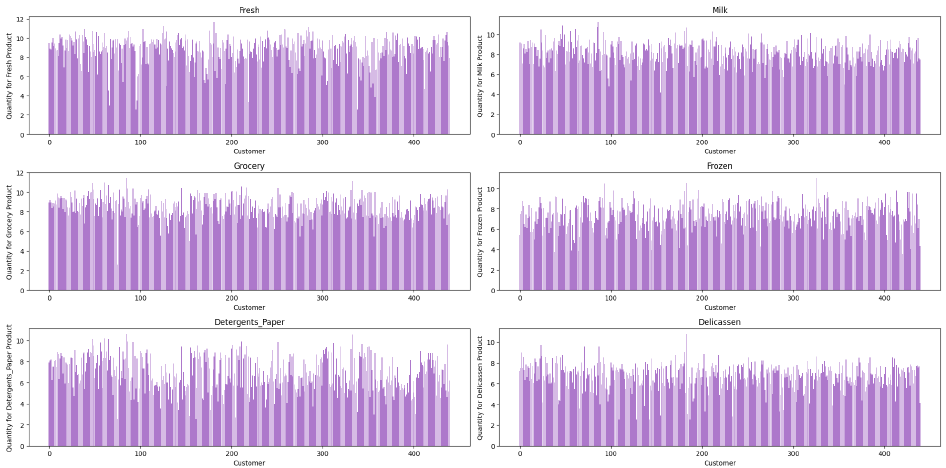 Fresh
Quantity for Fresh Product
12
10
8
6
4
2
0
0 100 200 300 400
Customer
Milk
Quantity for Milk Product
10
8
6
4
2
0
0 100 200 300 400
Customer
Grocery
Quantity for Grocery Product
12
10
8
6
4
2
0
0 100 200 300 400
Customer
Frozen
Quantity for Frozen Product
10
8
6
4
2
0
0 100 200 300 400
Customer
Detergents_Paper
Quantity for Detergents_Paper Product
10
8
6
4
2
0
0 100 200 300 400
Customer
Delicassen
Quantity for Delicassen Product
10
8
6
4
2
0
0 100 200 300 400
Customer